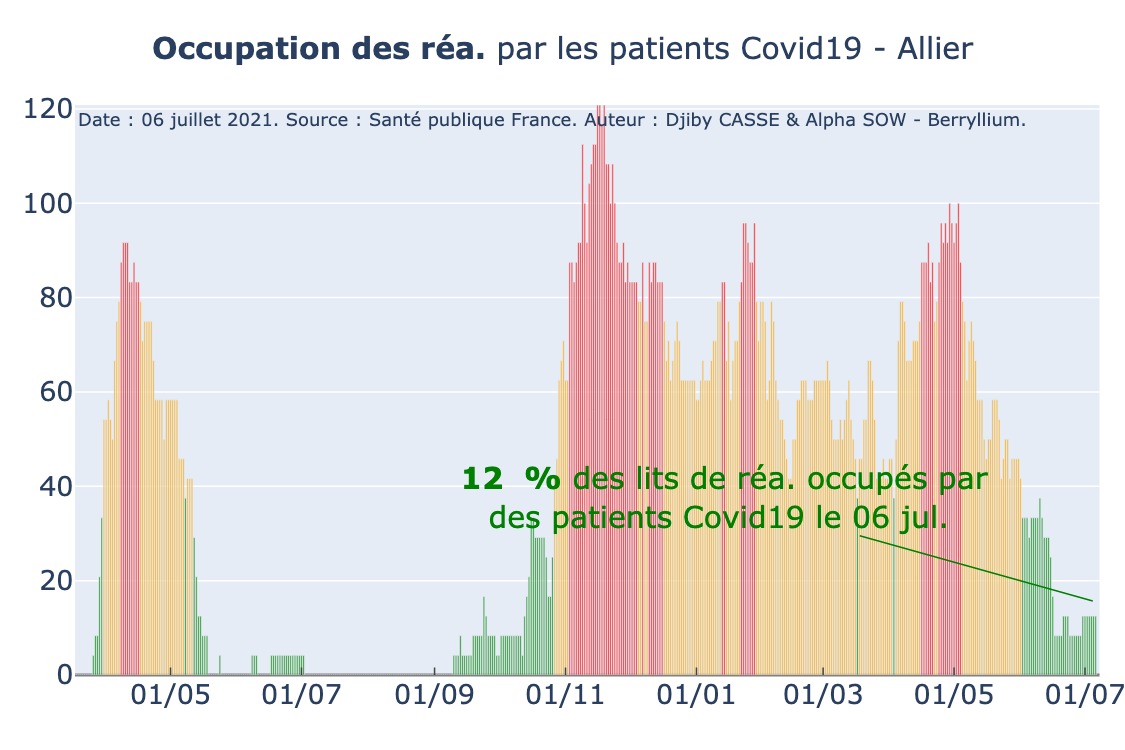 Occupation des réa. par les patients Covid19 - Allier
120
Date : 06 juillet 2021. Source : Santé publique France. Auteur : Djiby CASSE & Alpha SOW - Berryllium.
100
80
60
40
12 % des lits de réa. occupés par
des patients Covid19 le 06 jul.
20
0
01/05 01/07 01/09 01/11 01/01 01/03 01/05 01/07